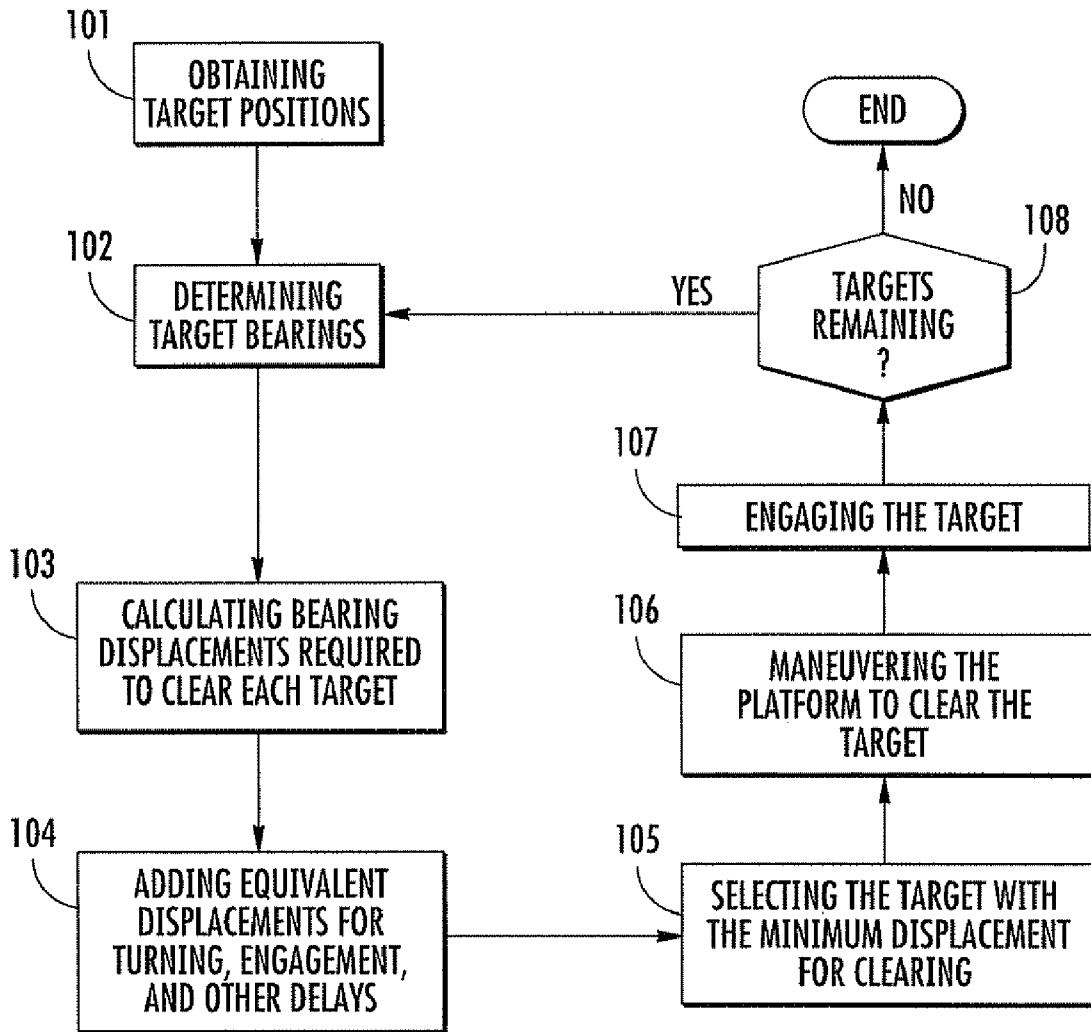 101
OBTAINING
TARGET POSITIONS
102
DETERMINING
TARGET BEARINGS
103
CALCULATING BEARING
DISPLACEMENTS REQUIRED
TO CLEAR EACH TARGET
104
ADDING EQUIVALENT
DISPLACEMENTS FOR
TURNING, ENGAGEMENT,
AND OTHER DELAYS
105
SELECTING THE TARGET WITH
THE MINIMUM DISPLACEMENT
FOR CLEARING
106
MANEUVERING THE
PLATFORM TO CLEAR THE
TARGET
107
ENGAGING THE TARGET
108
TARGETS
REMAINING
?
YES
NO
END